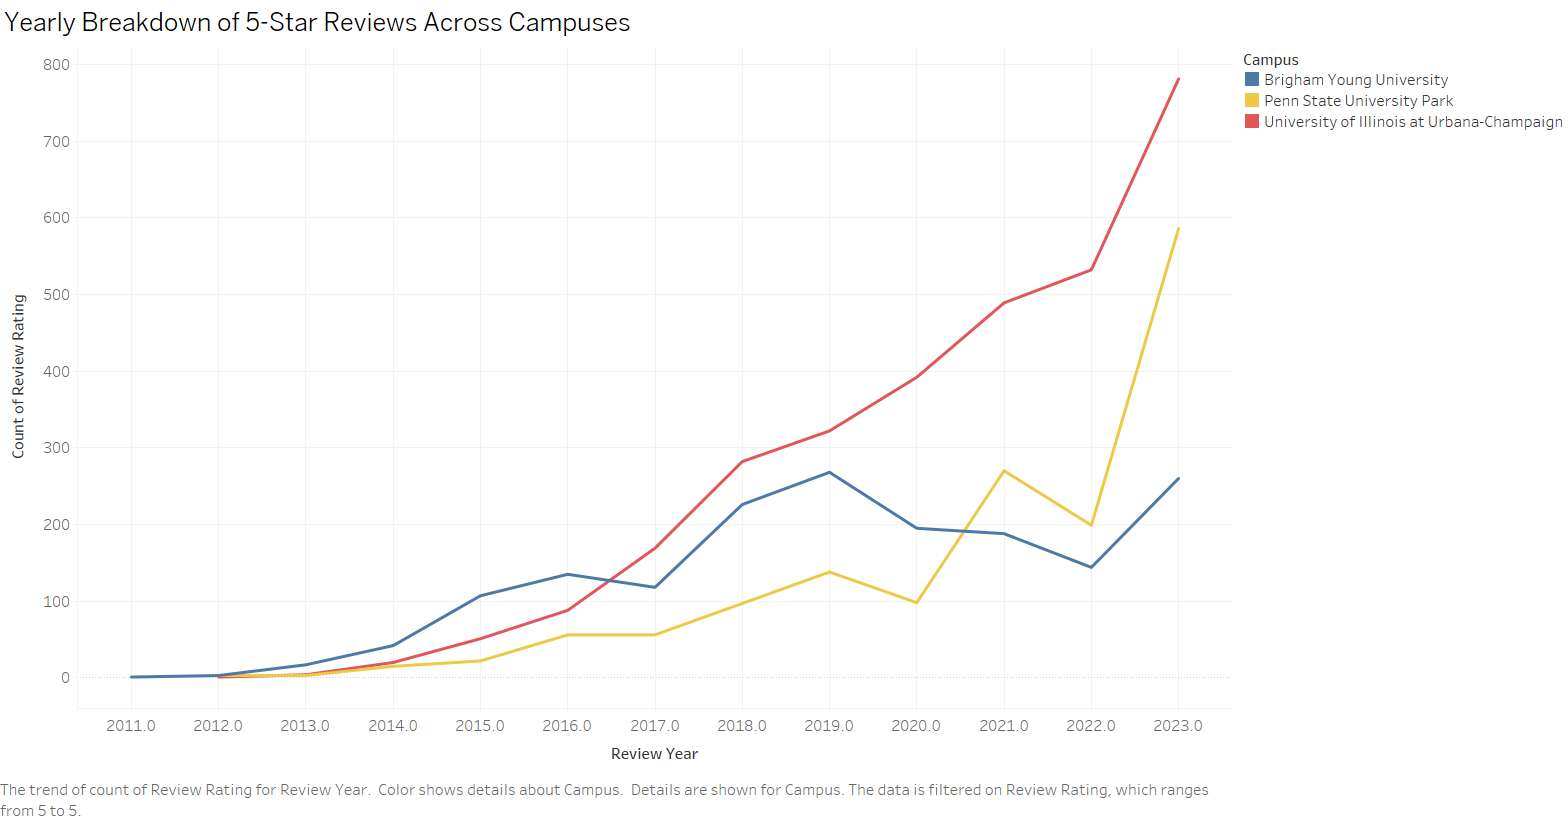 Yearly Breakdown of 5-Star Reviews Across Campuses
Campus
Brigham Young University
Penn State University Park
University of Illinois at Urbana-Champaign
Count of Review Rating
800
700
600
500
400
300
200
100
0
2011.0 2012.0 2013.0 2014.0 2015.0 2016.0 2017.0 2018.0 2019.0 2020.0 2021.0 2022.0 2023.0
Review Year
The trend of count of Review Rating for Review Year.  Color shows details about Campus.  Details are shown for Campus. The data is filtered on Review Rating, which ranges
from 5 to 5.